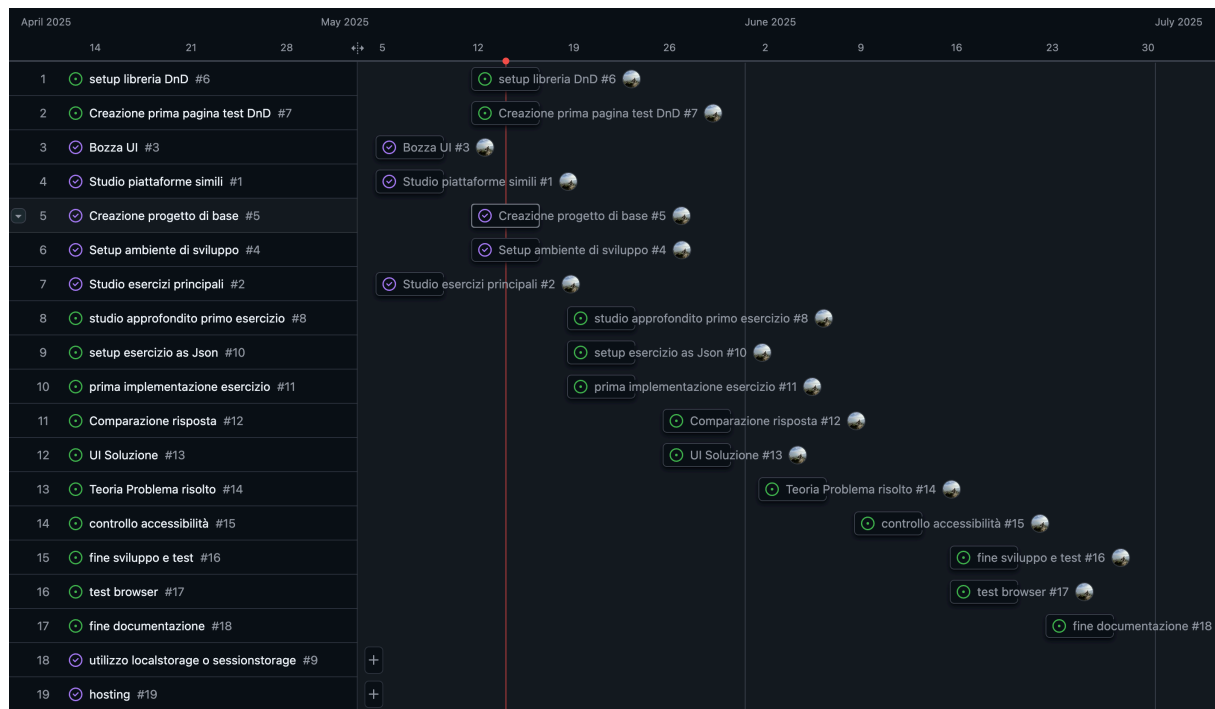 April 2025 May 2025 June 2025 July 2025
14 21 28 5 12 19 26 2 9 16 23 30
1 setup libreria DnD #6 setup libreria DnD #6
2 Creazione prima pagina test DnD #7 Creazione prima pagina test DnD #7
3 Bozza UI #3 Bozza UI #3
4 Studio piattaforme simili #1 Studio piattaforme simili #1
5 Creazione progetto di base #5 Creazione progetto di base #5
6 Setup ambiente di sviluppo #4 Setup ambiente di sviluppo #4
7 Studio esercizi principali #2 Studio esercizi principali #2
8 studio approfondito primo esercizio #8 studio approfondito primo esercizio #8
9 setup esercizio as Json #10 setup esercizio as Json #10
10 prima implementazione esercizio #11 prima implementazione esercizio #11
11 Comparazione risposta #12 Comparazione risposta #12
12 UI Soluzione #13 UI Soluzione #13
13 Teoria Problema risolto #14 Teoria Problema risolto #14
14 controllo accessibilità #15 controllo accessibilità #15
15 fine sviluppo e test #16 fine sviluppo e test #16
16 test browser #17 test browser #17
17 fine documentazione #18 fine documentazione #18
18 utilizzo localstorage o sessionstorage #9 +
19 hosting #19 +